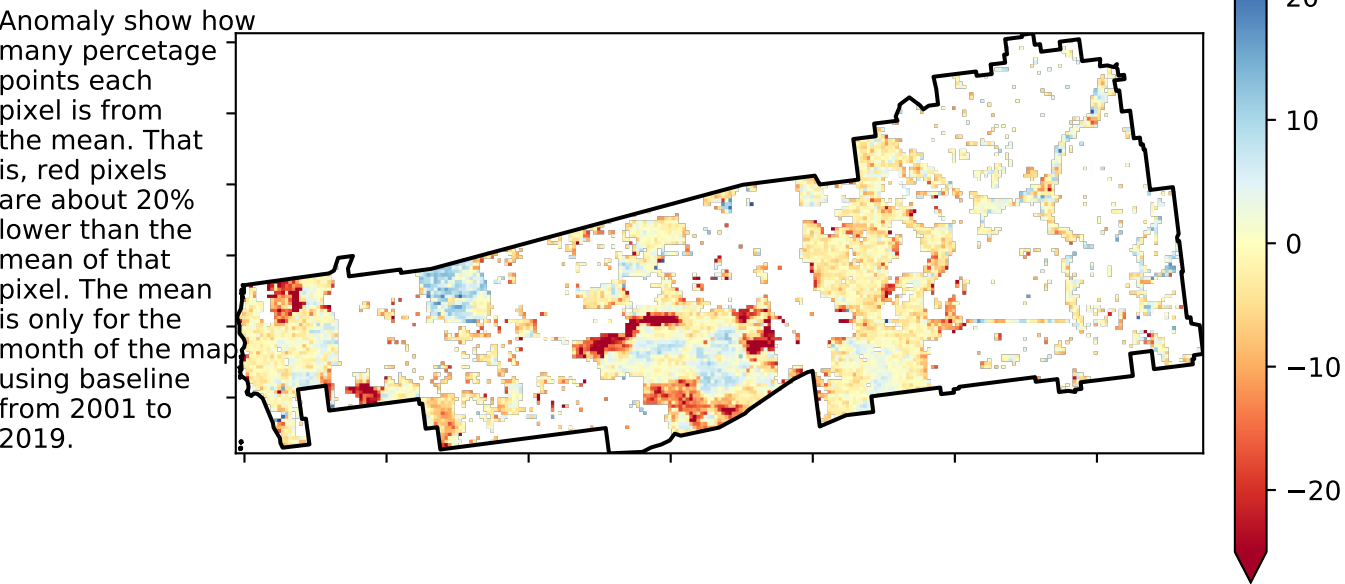 Anomaly show how
many percetage
points each
pixel is from
the mean. That
is, red pixels
are about 20%
lower than the
mean of that
pixel. The mean
is only for the
month of the map
using baseline
from 2001 to
2019.
20
10
0
−10
−20